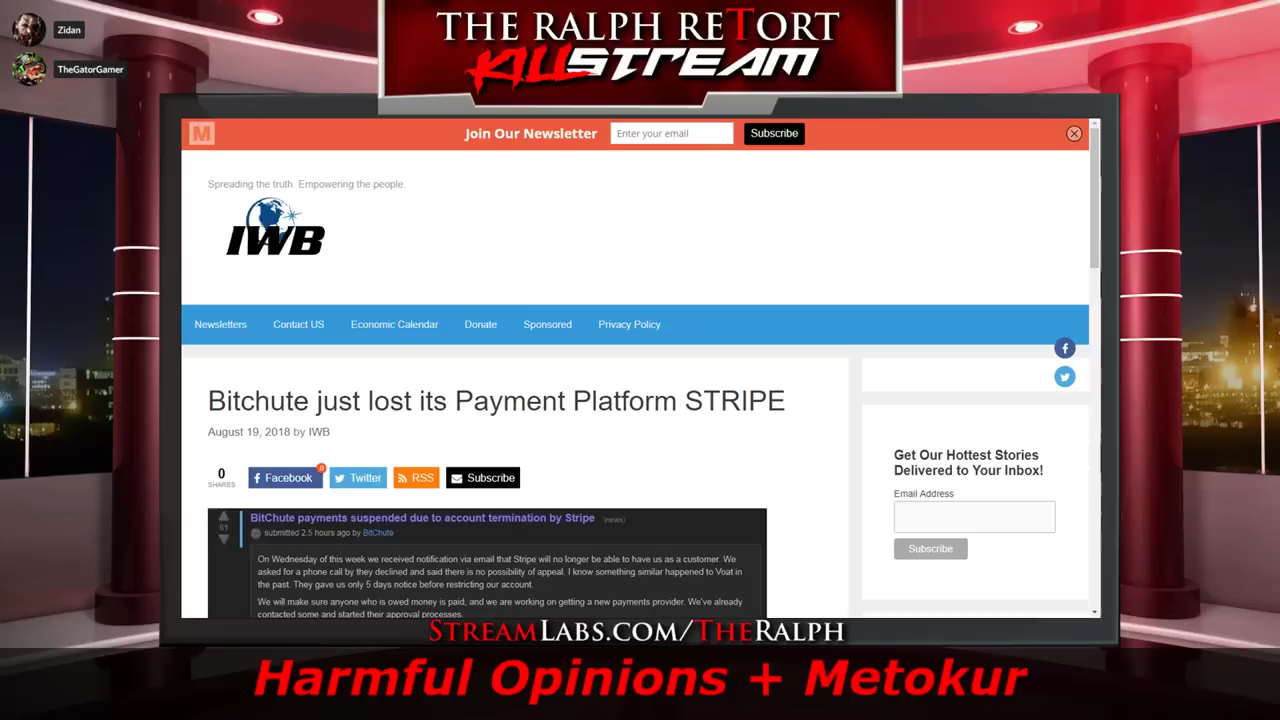 Zidan
TheGatorGamer
THE RALPH RETORT
KILLSTREAM
M
Join Our Newsletter
Enter your email
Subscribe
Spreading the truth. Empowering the people.
IWB
Newsletters
Contact US
Economic Calendar
Donate
Sponsored
Privacy Policy
Bitchute just lost its Payment Platform STRIPE
August 19, 2018 by IWB
0
SHARES
Facebook
0
Twitter
RSS
Subscribe
Get Our Hottest Stories
Delivered to Your Inbox!
Email Address
Subscribe
61
BitChute payments suspended due to account termination by Stripe (news)
submitted 2.5 hours ago by BitChute
On Wednesday of this week we received notification via email that Stripe will no longer be able to have us as a customer. We
asked for a phone call by they declined and said there is no possibility of appeal. I know something similar happened to Voat in
the past. They gave us only 5 days notice before restricting our account.
We will make sure anyone who is owed money is paid, and we are working on getting a new payments provider. We've already
contacted some and started their approval processes.
STREAMLABS.COM/THERALPH
Harmful Opinions + Metokur